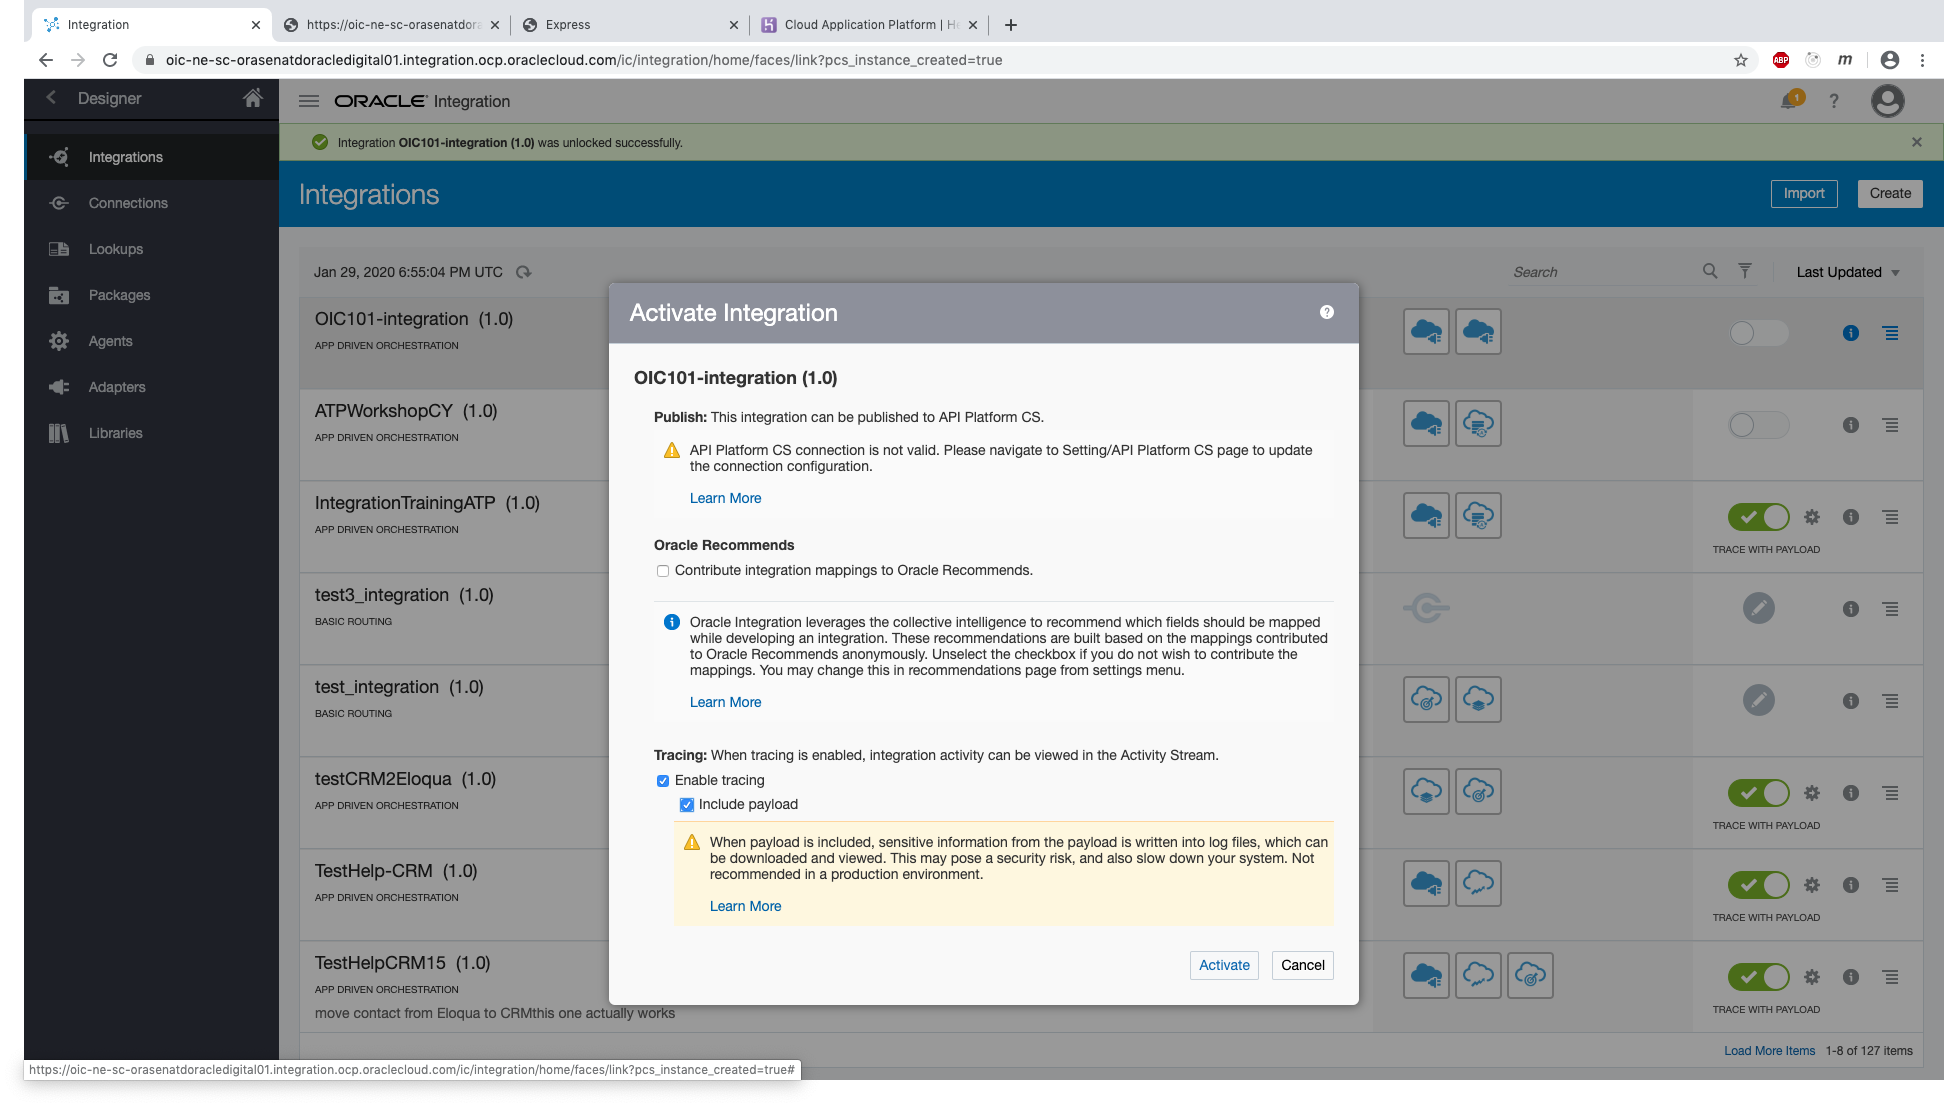 Integration
https://oic-ne-sc-orasenatdora
Express
Cloud Application Platform | He
oic-ne-sc-orasenatdoracledigital01.integration.ocp.oraclecloud.com/ic/integration/home/faces/link?pcs_instance_created=true
ABP
m
Designer
ORACLE Integration
1
?
Integration OIC101-integration (1.0) was unlocked successfully.
Integrations
Connections
Lookups
Packages
Agents
Adapters
Libraries
Integrations
Import
Create
Jan 29, 2020 6:55:04 PM UTC
Search
Last Updated
OIC101-integration (1.0)
APP DRIVEN ORCHESTRATION
ATPWorkshopCY (1.0)
APP DRIVEN ORCHESTRATION
IntegrationTrainingATP (1.0)
APP DRIVEN ORCHESTRATION
TRACE WITH PAYLOAD
test3_integration (1.0)
BASIC ROUTING
test_integration (1.0)
BASIC ROUTING
testCRM2Eloqua (1.0)
APP DRIVEN ORCHESTRATION
TRACE WITH PAYLOAD
TestHelp-CRM (1.0)
APP DRIVEN ORCHESTRATION
TRACE WITH PAYLOAD
TestHelpCRM15 (1.0)
APP DRIVEN ORCHESTRATION
move contact from Eloqua to CRMthis one actually works
TRACE WITH PAYLOAD
Load More Items 1-8 of 127 items
Activate Integration
?
OIC101-integration (1.0)
Publish: This integration can be published to API Platform CS.
API Platform CS connection is not valid. Please navigate to Setting/API Platform CS page to update
the connection configuration.
Learn More
Oracle Recommends
Contribute integration mappings to Oracle Recommends.
Oracle Integration leverages the collective intelligence to recommend which fields should be mapped
while developing an integration. These recommendations are built based on the mappings contributed
to Oracle Recommends anonymously. Unselect the checkbox if you do not wish to contribute the
mappings. You may change this in recommendations page from settings menu.
Learn More
Tracing: When tracing is enabled, integration activity can be viewed in the Activity Stream.
Enable tracing
Include payload
When payload is included, sensitive information from the payload is written into log files, which can
be downloaded and viewed. This may pose a security risk, and also slow down your system. Not
recommended in a production environment.
Learn More
Activate
Cancel
https://oic-ne-sc-orasenatdoracledigital01.integration.ocp.oraclecloud.com/ic/integration/home/faces/link?pcs_instance_created=true#